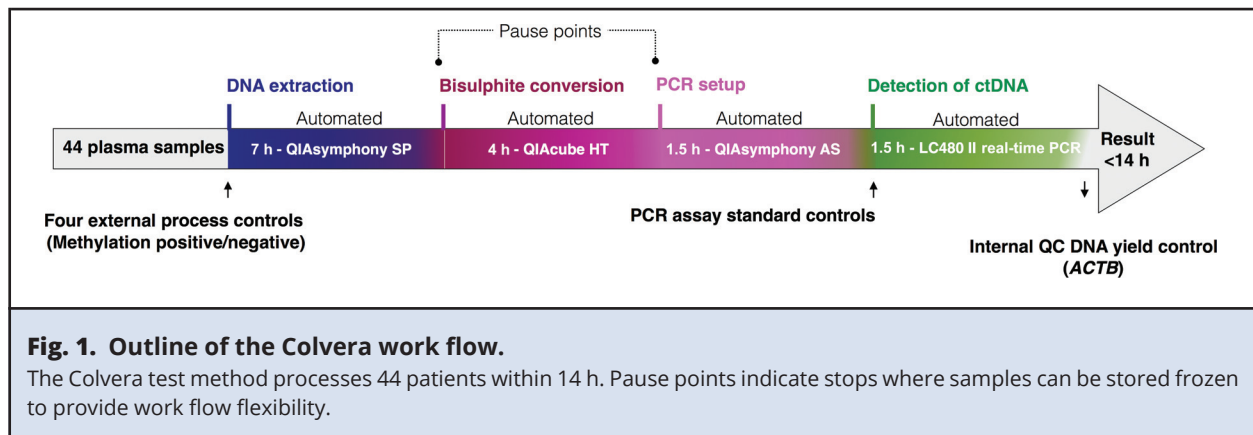 Pause points
DNA extraction
Bisulphite conversion
PCR setup
Detection of ctDNA
Automated
Automated
Automated
Automated
44 plasma samples
7 h - QIAsymphony SP
4 h - QIAcube HT
1.5 h - QIAsymphony AS
1.5 h - LC480 II real-time PCR
Result
<14 h
Four external process controls
(Methylation positive/negative)
PCR assay standard controls
Internal QC DNA yield control
(ACTB)
Fig. 1. Outline of the Colvera work flow.
The Colvera test method processes 44 patients within 14 h. Pause points indicate stops where samples can be stored frozen
to provide work flow flexibility.